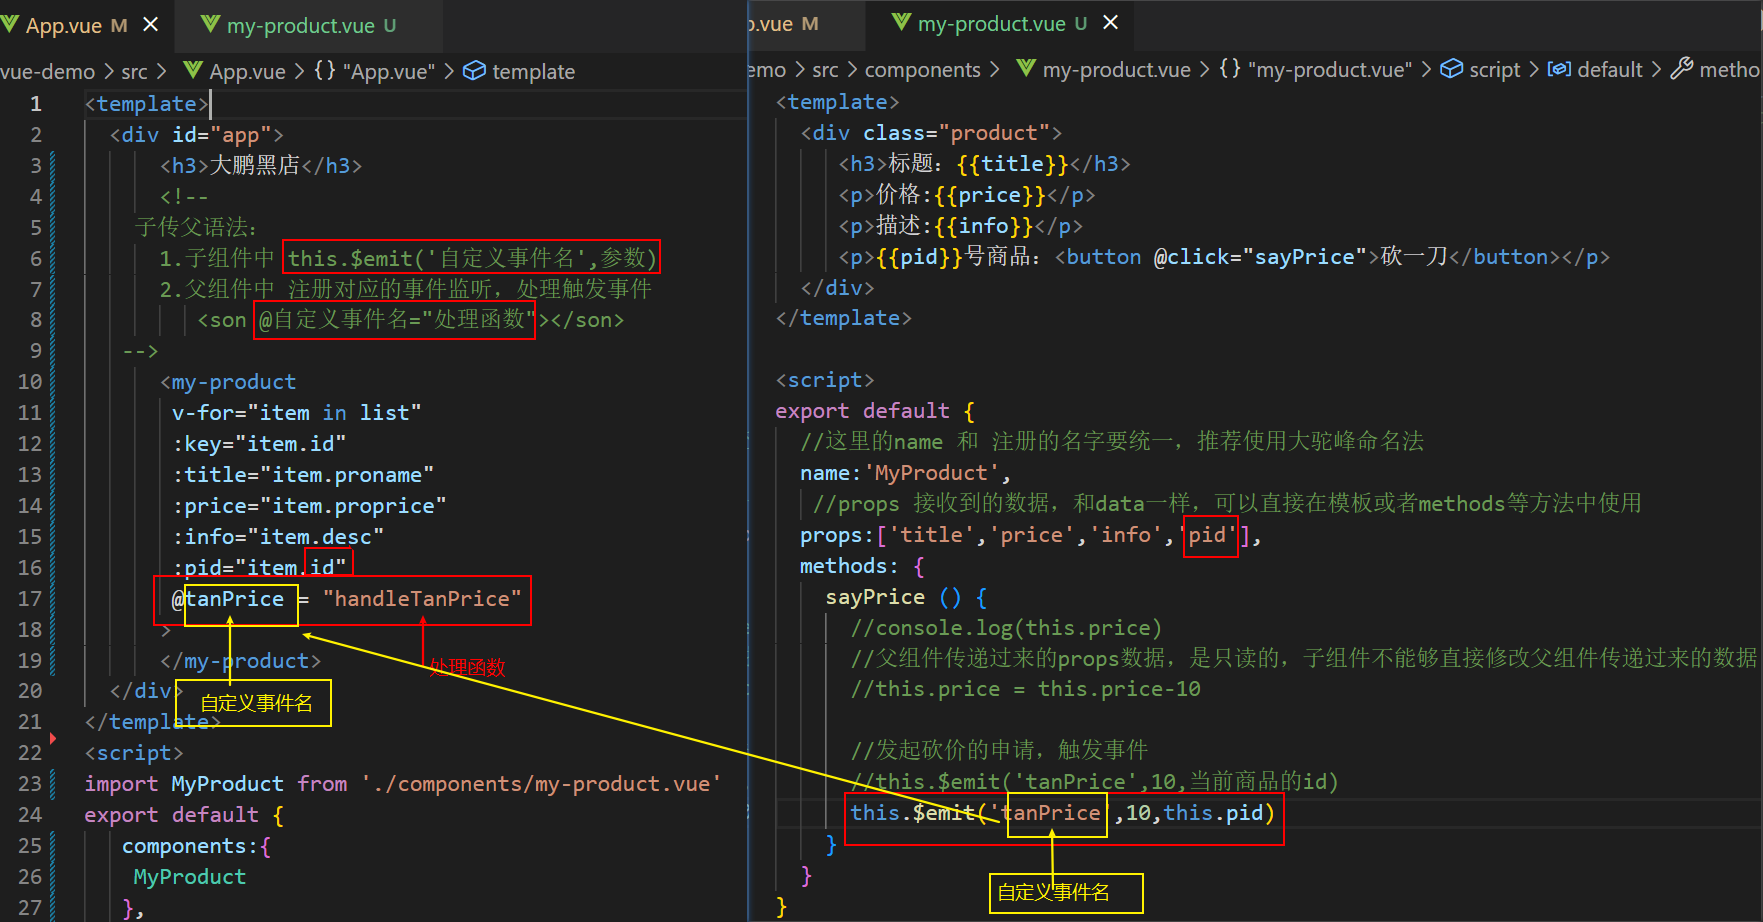 App.vue M ×
my-product.vue U
vue-demo > src > App.vue > {} "App.vue" > template
1 <template>
2 <div id="app">
3 <h3>大鹏黑店</h3>
4 <!--
5 子传父语法：
6 1.子组件中 this.$emit('自定义事件名',参数)
7 2.父组件中 注册对应的事件监听，处理触发事件
8 <son @自定义事件名="处理函数"></son>
9 -->
10 <my-product
11 v-for="item in list"
12 :key="item.id"
13 :title="item.proname"
14 :price="item.proprice"
15 :info="item.desc"
16 :pid="item.id"
17 @tanPrice = "handleTanPrice"
18 >
19 </my-product>
处理函数
20 </div>
自定义事件名
21 </template>
22 <script>
23 import MyProduct from './components/my-product.vue'
24 export default {
25 components:{
26 MyProduct
27 },
p.vue M
my-product.vue U ×
emo > src > components > my-product.vue > {} "my-product.vue" > script > default > metho
<template>
<div class="product">
<h3>标题：{{title}}</h3>
<p>价格:{{price}}</p>
<p>描述:{{info}}</p>
<p>{{pid}}号商品：<button @click="sayPrice">砍一刀</button></p>
</div>
</template>
<script>
export default {
//这里的name 和 注册的名字要统一，推荐使用大驼峰命名法
name:'MyProduct',
//props 接收到的数据，和data一样，可以直接在模板或者methods等方法中使用
props:['title','price','info','pid'],
methods: {
sayPrice () {
//console.log(this.price)
//父组件传递过来的props数据，是只读的，子组件不能够直接修改父组件传递过来的数据
//this.price = this.price-10
//发起砍价的申请，触发事件
//this.$emit('tanPrice',10,当前商品的id)
this.$emit('tanPrice',10,this.pid)
}
}
自定义事件名
}